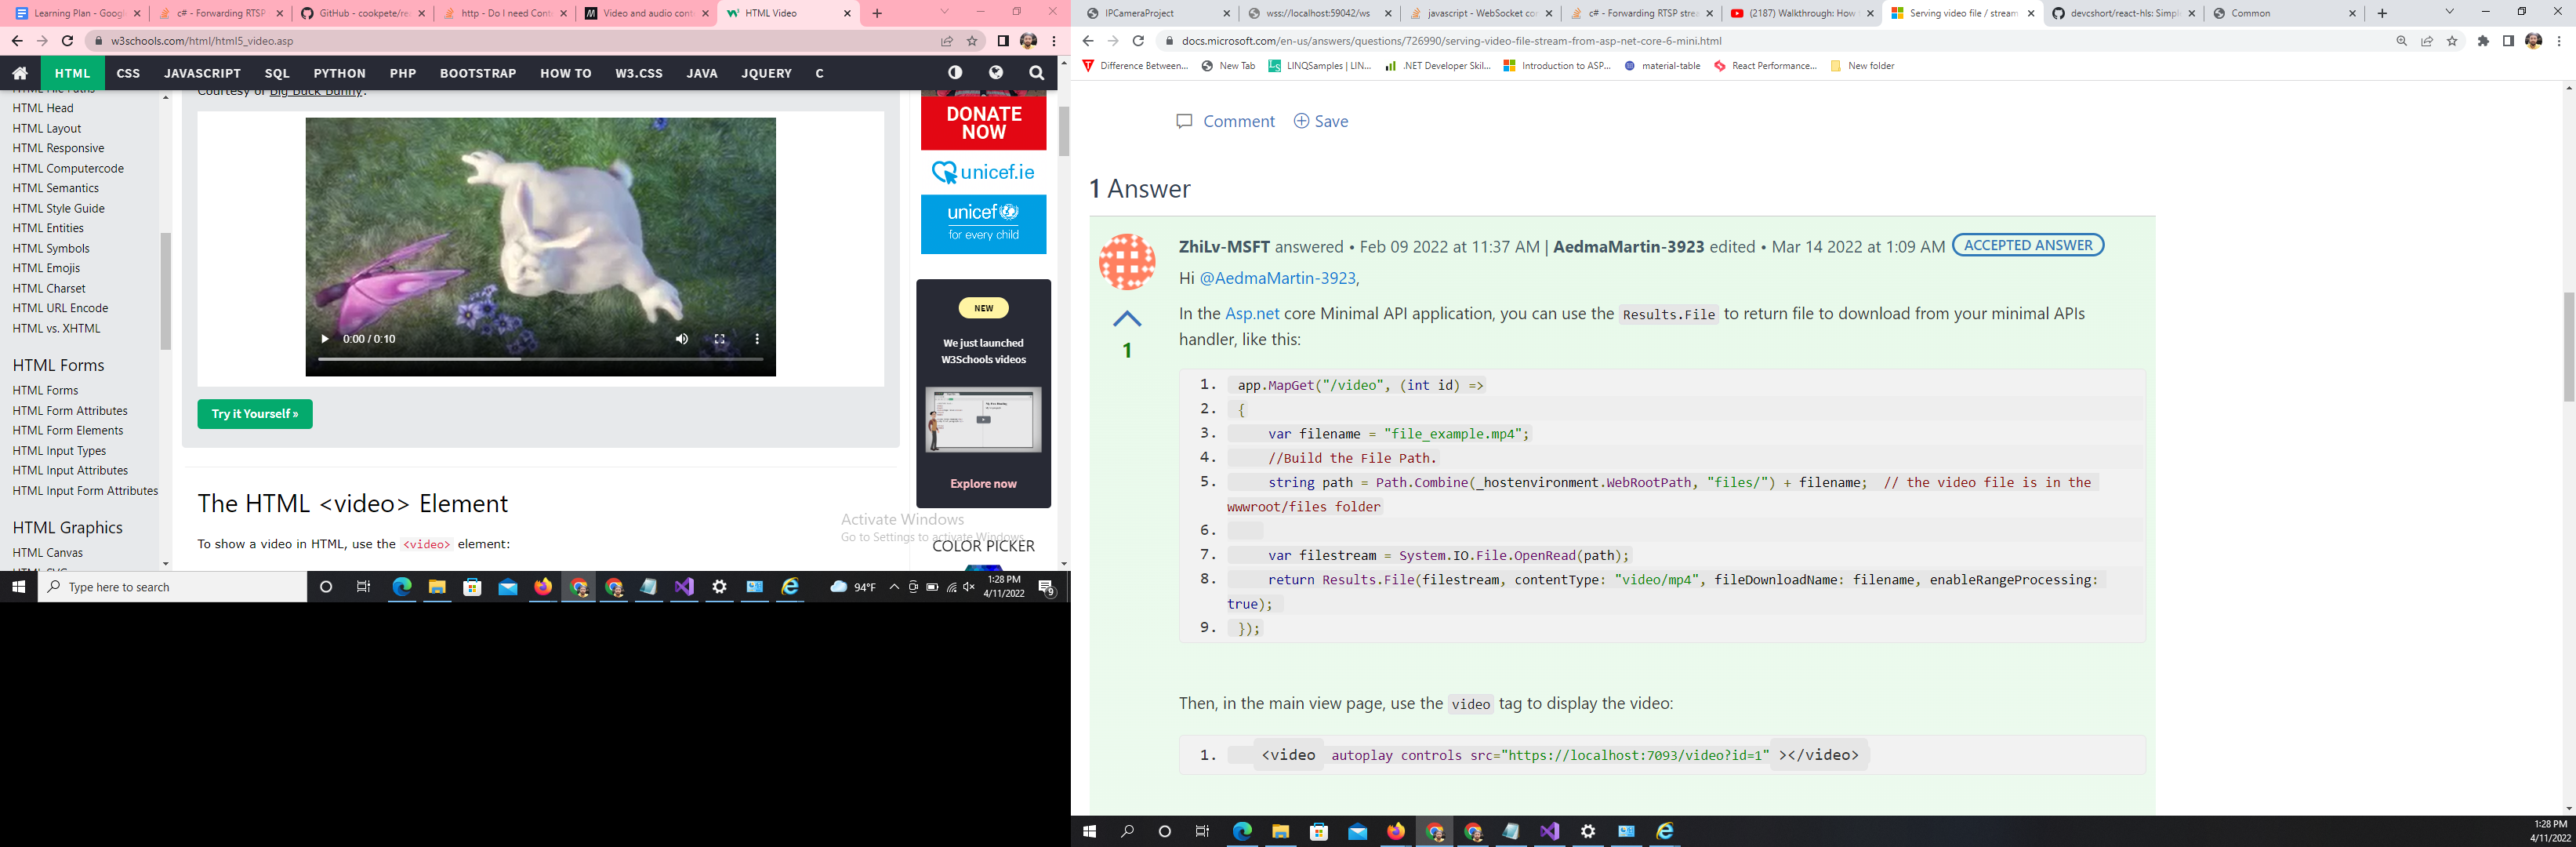 Learning Plan - Googl
c# - Forwarding RTSP
GitHub - cookpete/re
http - Do I need Cont
Video and audio cont
HTML Video
w3schools.com/html/html5_video.asp
HTML CSS JAVASCRIPT SQL PYTHON PHP BOOTSTRAP HOW TO W3.CSS JAVA JQUERY C
HTML File Paths
HTML Head
HTML Layout
HTML Responsive
HTML Computercode
HTML Semantics
HTML Style Guide
HTML Entities
HTML Symbols
HTML Emojis
HTML Charset
HTML URL Encode
HTML vs. XHTML
HTML Forms
HTML Forms
HTML Form Attributes
HTML Form Elements
HTML Input Types
HTML Input Attributes
HTML Input Form Attributes
HTML Graphics
HTML Canvas
Courtesy of Big Buck Bunny:
0:00 / 0:10
Try it Yourself »
The HTML <video> Element
To show a video in HTML, use the <video> element:
DONATE
NOW
unicef.ie
unicef
for every child
NEW
We just launched
W3Schools videos
Explore now
Activate Windows
Go to Settings to activate Windows.
COLOR PICKER
Type here to search
94°F
1:28 PM
4/11/2022
9
IPCameraProject
wss://localhost:59042/ws
javascript - WebSocket co
c# - Forwarding RTSP strea
(2187) Walkthrough: How
Serving video file / stream
devcshort/react-hls: Simpl
Common
docs.microsoft.com/en-us/answers/questions/726990/serving-video-file-stream-from-asp-net-core-6-mini.html
Difference Between...
New Tab
LINQSamples | LIN...
.NET Developer Skil...
Introduction to ASP...
material-table
React Performance...
New folder
Comment Save
1 Answer
ZhiLv-MSFT answered • Feb 09 2022 at 11:37 AM | AedmaMartin-3923 edited • Mar 14 2022 at 1:09 AM ACCEPTED ANSWER
Hi @AedmaMartin-3923,
1
In the Asp.net core Minimal API application, you can use the Results.File to return file to download from your minimal APIs
handler, like this:
1. app.MapGet("/video", (int id) =>
2. {
3. var filename = "file_example.mp4";
4. //Build the File Path.
5. string path = Path.Combine(_hostenvironment.WebRootPath, "files/") + filename; // the video file is in the
wwwroot/files folder
6.
7. var filestream = System.IO.File.OpenRead(path);
8. return Results.File(filestream, contentType: "video/mp4", fileDownloadName: filename, enableRangeProcessing:
true);
9. });
Then, in the main view page, use the video tag to display the video:
1. <video autoplay controls src="https://localhost:7093/video?id=1" ></video>
1:28 PM
4/11/2022